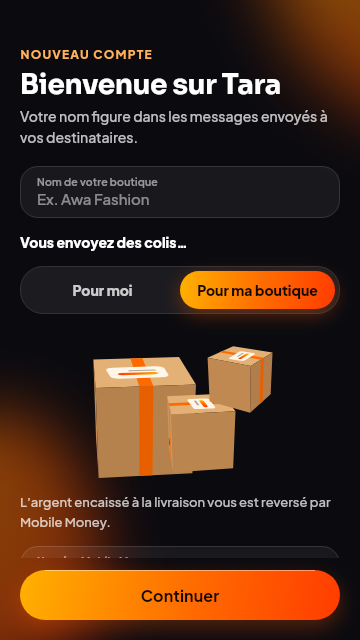 NOUVEAU COMPTE
Bienvenue sur Tara
Votre nom figure dans les messages envoyés à
vos destinataires.
Nom de votre boutique
Ex. Awa Fashion
Vous envoyez des colis…
Pour moi
Pour ma boutique
L'argent encaissé à la livraison vous est reversé par
Mobile Money.
Continuer